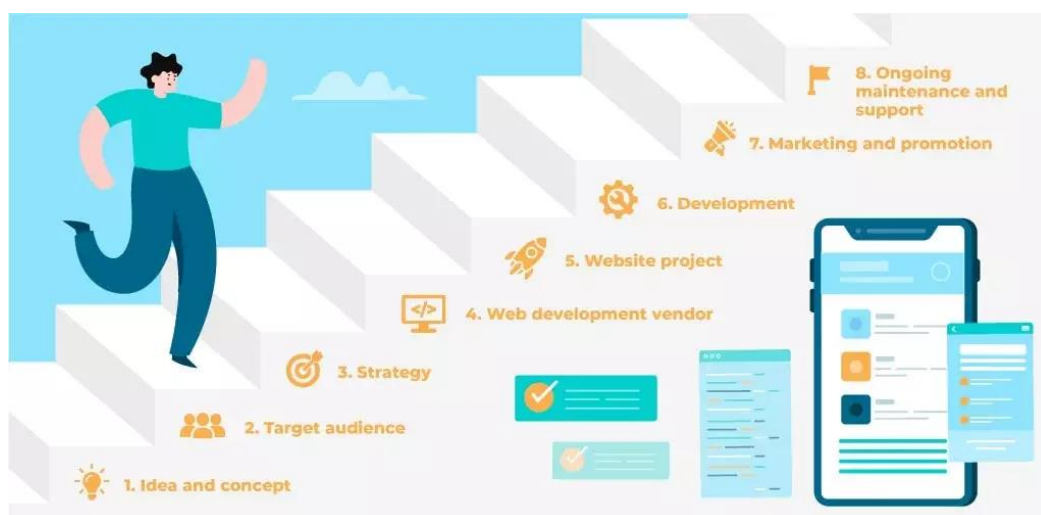 8. Ongoing
maintenance and
support
7. Marketing and promotion
6. Development
5. Website project
4. Web development vendor
3. Strategy
2. Target audience
1. Idea and concept